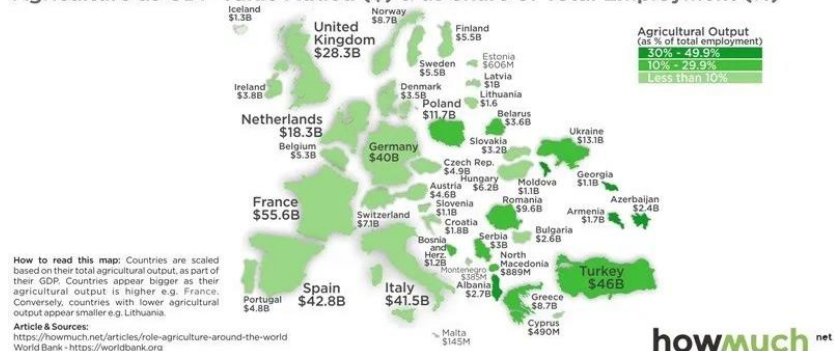 Iceland
$1.3B
Norway
$8.7B
United
Kingdom
$28.3B
Finland
$5.5B
Sweden
$5.5B
Estonia
$606M
Latvia
$1B
Lithuania
$1.6
Ireland
$3.8B
Denmark
$3.5B
Poland
$11.7B
Belarus
$3.6B
Netherlands
$18.3B
Belgium
$5.3B
Germany
$40B
Slovakia
$3.2B
Ukraine
$13.1B
Czech Rep.
$4.9B
Hungary
$6.2B
Moldova
$1.1B
Georgia
$1.1B
Azerbaijan
$2.4B
Armenia
$1.7B
France
$55.6B
Switzerland
$7.1B
Austria
$4.6B
Slovenia
$1.1B
Croatia
$1.8B
Romania
$9.6B
Bulgaria
$2.6B
Bosnia
and
Herz.
$1.2B
Serbia
$3B
North
Macedonia
$889M
Montenegro
$385M
Albania
$2.7B
Turkey
$46B
Portugal
$4.8B
Spain
$42.8B
Italy
$41.5B
Greece
$8.7B
Cyprus
$490M
Malta
$145M
Agricultural Output
(as % of total employment)
30% - 49.9%
10% - 29.9%
Less than 10%
How to read this map: Countries are scaled
based on their total agricultural output, as part of
their GDP. Countries appear bigger as their
agricultural output is higher e.g. France.
Conversely, countries with lower agricultural
output appear smaller e.g. Lithuania.
Article & Sources:
https://howmuch.net/articles/role-agriculture-around-the-world
World Bank - https://worldbank.org
howmuch net